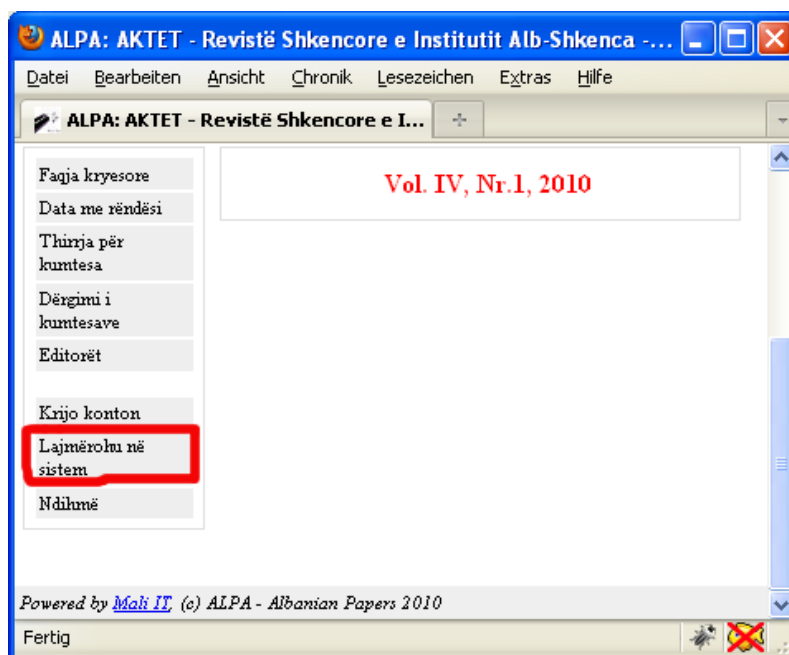 ALPA: AKTET - Revistë Shkencore e Institutit Alb-Shkenca -...
Datei Bearbeiten Ansicht Chronik Lesezeichen Extras Hilfe
ALPA: AKTET - Revistë Shkencore e I...
Faqja kryesore
Data me rëndësi
Thirrja për
kumtesa
Dërgimi i
kumtesave
Editorët
Krijo konton
Lajmërohu në
sistem
Ndihmë
Vol. IV, Nr.1, 2010
Powered by Mali IT, (c) ALPA - Albanian Papers 2010
Fertig